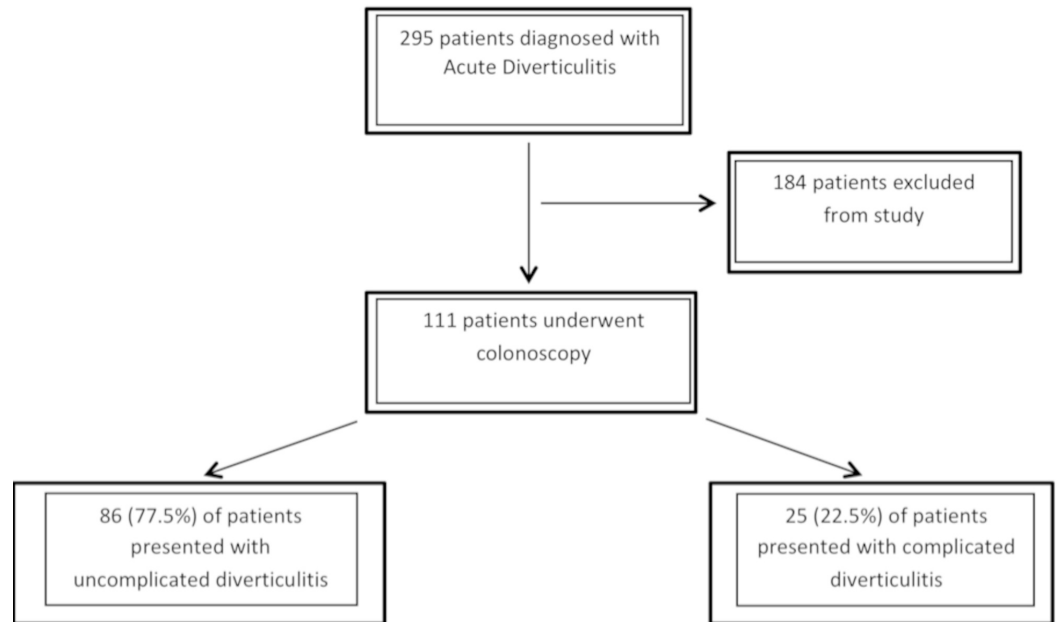 295 patients diagnosed with
Acute Diverticulitis
184 patients excluded
from study
111 patients underwent
colonoscopy
86 (77.5%) of patients
presented with
uncomplicated diverticulitis
25 (22.5%) of patients
presented with complicated
diverticulitis